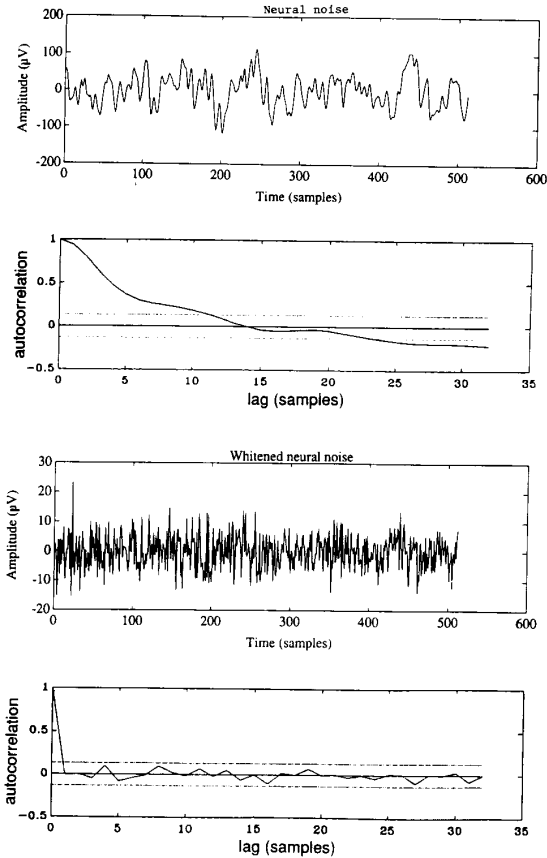 Neural noise
Amplitude (µV)
200
100
0
-100
-200
0 100 200 300 400 500 600
Time (samples)
autocorrelation
1
0.5
0
-0.5
0 5 10 15 20 25 30 35
lag (samples)
Whitened neural noise
Amplitude (µV)
30
20
10
0
-10
-20
0 100 200 300 400 500 600
Time (samples)
autocorrelation
1
0.5
0
-0.5
0 5 10 15 20 25 30 35
lag (samples)